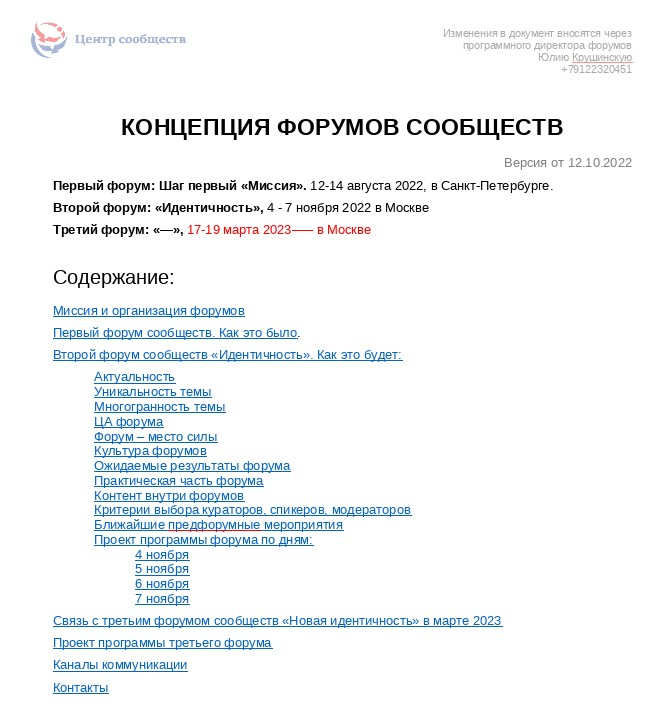 Центр сообществ
Изменения в документ вносятся через
программного директора форумов
Юлию Крушинскую
+79122320451
КОНЦЕПЦИЯ ФОРУМОВ СООБЩЕСТВ
Версия от 12.10.2022
Первый форум: Шаг первый «Миссия». 12-14 августа 2022, в Санкт-Петербурге.
Второй форум: «Идентичность», 4 - 7 ноября 2022 в Москве
Третий форум: «—», 17-19 марта 2023—– в Москве
Содержание:
Миссия и организация форумов
Первый форум сообществ. Как это было.
Второй форум сообществ «Идентичность». Как это будет:
Актуальность
Уникальность темы
Многогранность темы
ЦА форума
Форум – место силы
Культура форумов
Ожидаемые результаты форума
Практическая часть форума
Контент внутри форумов
Критерии выбора кураторов, спикеров, модераторов
Ближайшие предфорумные мероприятия
Проект программы форума по дням:
4 ноября
5 ноября
6 ноября
7 ноября
Связь с третьим форумом сообществ «Новая идентичность» в марте 2023
Проект программы третьего форума
Каналы коммуникации
Контакты